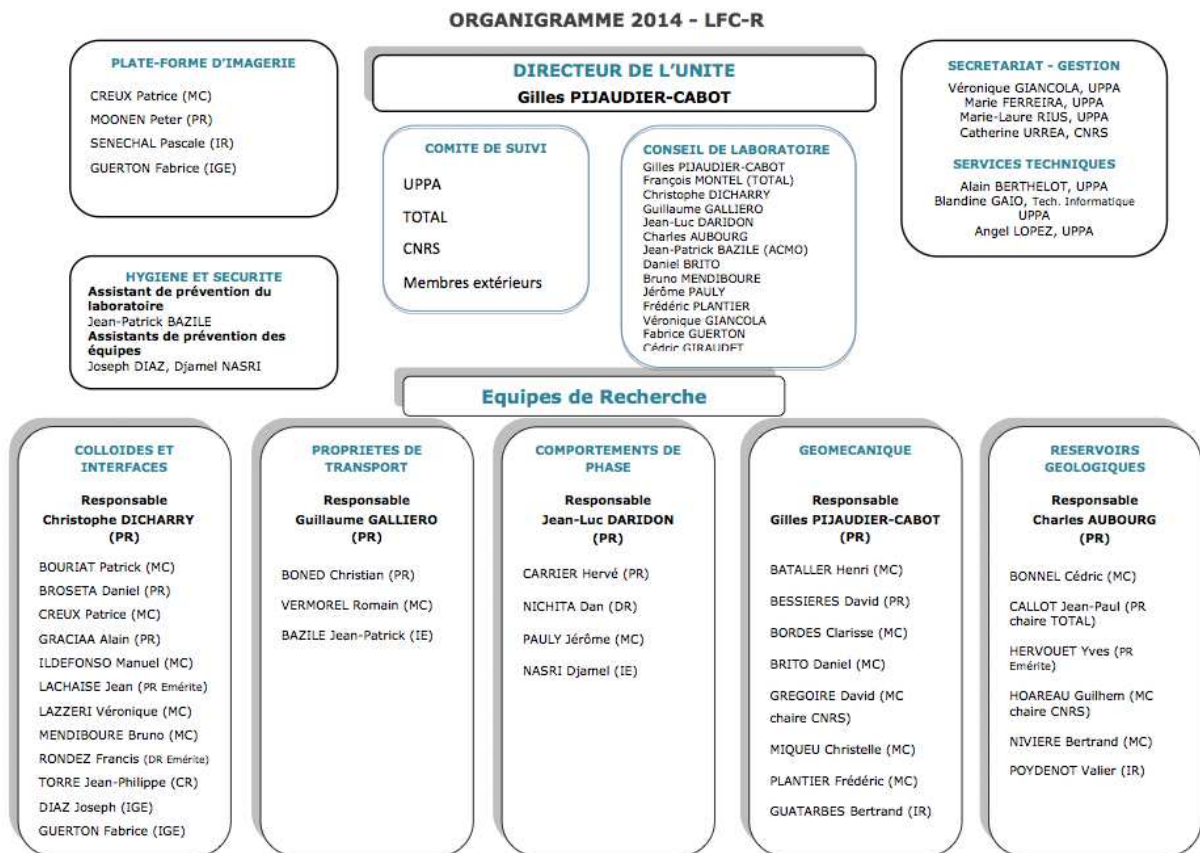 ORGANIGRAMME 2014 - LFC-R
PLATE-FORME D'IMAGERIE
CREUX Patrice (MC)
MOONEN Peter (PR)
SENECHAL Pascale (IR)
GUERTON Fabrice (IGE)
DIRECTEUR DE L'UNITE
Gilles PIJAUDIER-CABOT
SECRETARIAT - GESTION
Véronique GIANCOLA, UPPA
Marie FERREIRA, UPPA
Marie-Laure RIUS, UPPA
Catherine URREA, CNRS
SERVICES TECHNIQUES
Alain BERTHELOT, UPPA
Blandine GAIO, Tech. Informatique
UPPA
Angel LOPEZ, UPPA
COMITE DE SUIVI
UPPA
TOTAL
CNRS
Membres extérieurs
CONSEIL DE LABORATOIRE
Gilles PIJAUDIER-CABOT
François MONTEL (TOTAL)
Christophe DICHARRY
Guillaume GALLIERO
Jean-Luc DARIDON
Charles AUBOURG
Jean-Patrick BAZILE (ACMO)
Daniel BRITO
Bruno MENDIBOURE
Jérôme PAULY
Frédéric PLANTIER
Véronique GIANCOLA
Fabrice GUERTON
Cédric GIRAUDET
HYGIENE ET SECURITE
Assistant de prévention du
laboratoire
Jean-Patrick BAZILE
Assistants de prévention des
équipes
Joseph DIAZ, Djamel NASRI
Equipes de Recherche
COLLOIDES ET
INTERFACES
Responsable
Christophe DICHARRY
(PR)
BOURIAT Patrick (MC)
BROSETA Daniel (PR)
CREUX Patrice (MC)
GRACIAA Alain (PR)
ILDEFONSO Manuel (MC)
LACHAISE Jean (PR Emérite)
LAZZERI Véronique (MC)
MENDIBOURE Bruno (MC)
RONDEZ Francis (DR Emérite)
TORRE Jean-Philippe (CR)
DIAZ Joseph (IGE)
GUERTON Fabrice (IGE)
PROPRIETES DE
TRANSPORT
Responsable
Guillaume GALLIERO
(PR)
BONED Christian (PR)
VERMOREL Romain (MC)
BAZILE Jean-Patrick (IE)
COMPORTEMENTS DE
PHASE
Responsable
Jean-Luc DARIDON
(PR)
CARRIER Hervé (PR)
NICHITA Dan (DR)
PAULY Jérôme (MC)
NASRI Djamel (IE)
GEOMECANIQUE
Responsable
Gilles PIJAUDIER-CABOT
(PR)
BATALLER Henri (MC)
BESSIERES David (PR)
BORDES Clarisse (MC)
BRITO Daniel (MC)
GREGOIRE David (MC
chaire CNRS)
MIQUEU Christelle (MC)
PLANTIER Frédéric (MC)
GUATARBES Bertrand (IR)
RESERVOIRS
GEOLOGIQUES
Responsable
Charles AUBOURG
(PR)
BONNEL Cédric (MC)
CALLOT Jean-Paul (PR
chaire TOTAL)
HERVOUET Yves (PR
Emérite)
HOAREAU Guilhem (MC
chaire CNRS)
NIVIERE Bertrand (MC)
POYDENOT Valier (IR)